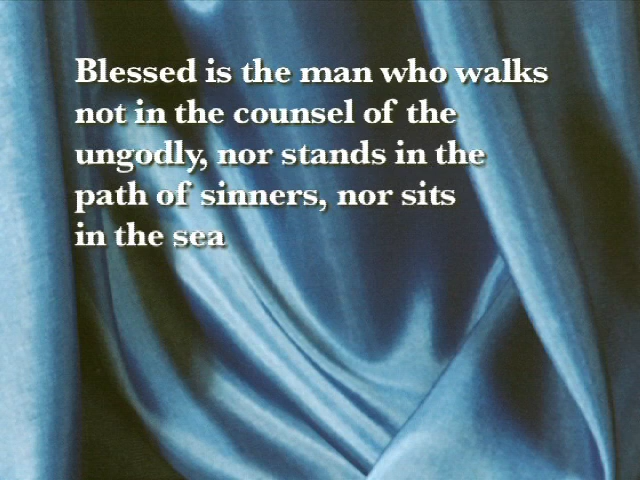 Blessed is the man who walks
not in the counsel of the
ungodly, nor stands in the
path of sinners, nor sits
in the sea